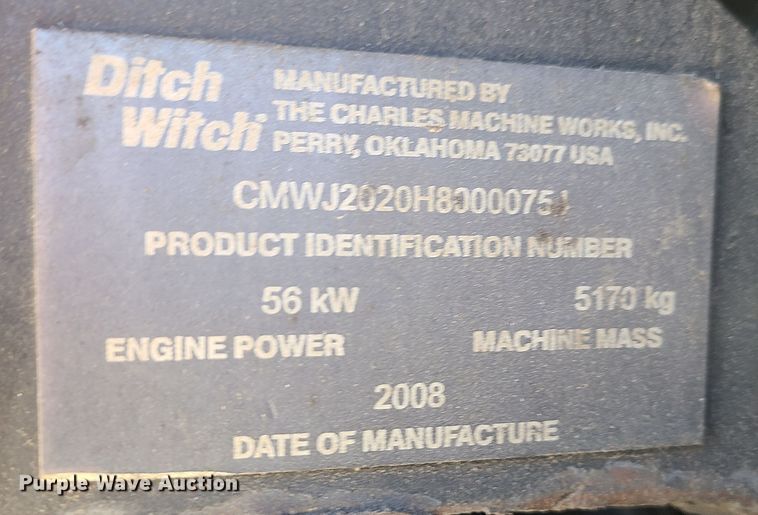 Ditch
Witch®
MANUFACTURED BY
THE CHARLES MACHINE WORKS, INC.
PERRY, OKLAHOMA 73077 USA
PRODUCT IDENTIFICATION NUMBER
56 kW
5170 kg
ENGINE POWER
MACHINE MASS
2008
DATE OF MANUFACTURE
Purple Wave Auction